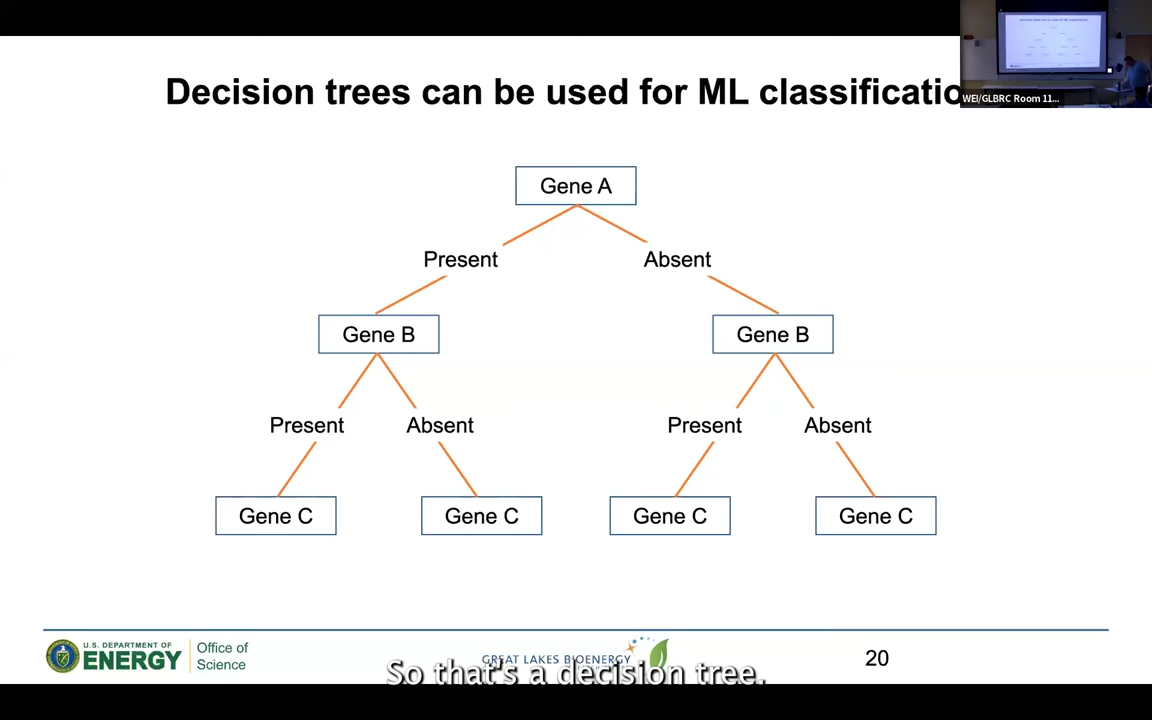 Decision trees can be used for ML classificatio
WEI/GLBRC Room 11...
Gene A
Present
Absent
Gene B
Gene B
Present
Absent
Present
Absent
Gene C
Gene C
Gene C
Gene C
U.S. DEPARTMENT OF
ENERGY
Office of
Science
GREAT LAKES BIOENERGY
20
So that's a decision tree.